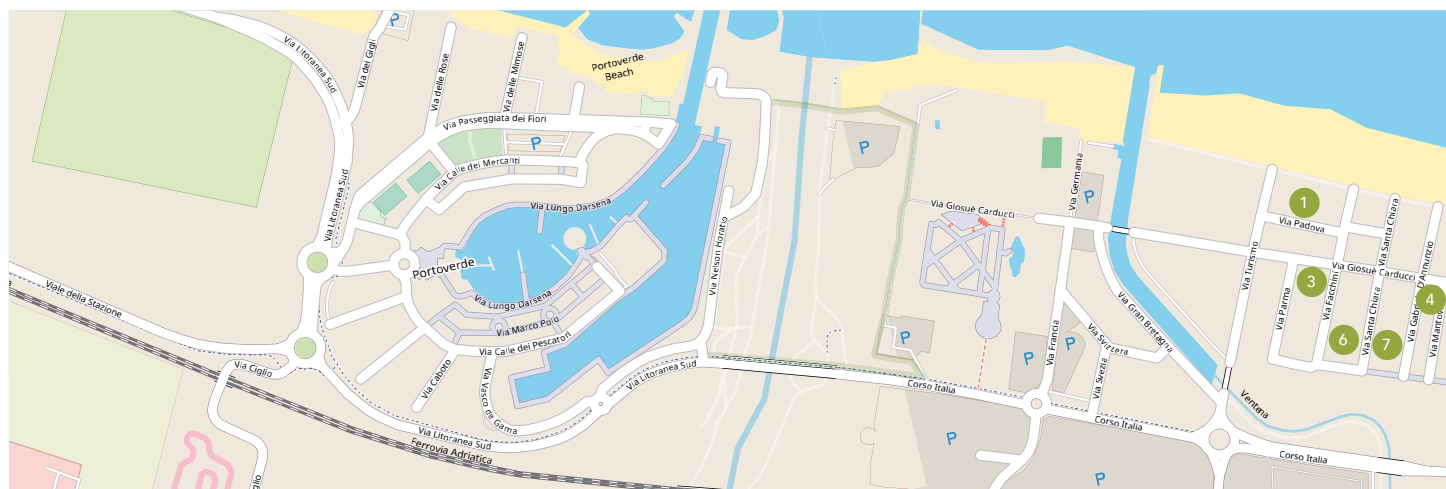 P
Via Litoranea Sud
Via dei Gigli
Via delle Rose
Via delle Mimose
Portoverde
Beach
Via Passeggiata dei Fiori
P
P
Via Calle dei Mercanti
Via Litoranea Sud
Via Lungo Darsena
Via Germania
P
Via Giosuè Carducci
1
Via Padova
Via Santa Chiara
Portoverde
Via Nelson Horatio
Via Turismo
Via Giosuè Carducci
3
4
Viale della Stazione
Via Lungo Darsena
Via Marco Polo
Via Calle dei Pescatori
Via Gran Bretagna
Via Parma
Via Facchini
Via Santa Chiara
P
P
P
Via Francia
Via Svizzera
6
7
Via Ciglio
Via Caboto
Via Vasco de Gama
Via Litoranea Sud
Corso Italia
Via Svezia
Ventena
Via Litoranea Sud
Ferrovia Adriatica
P
Corso Italia
Corso Italia
P